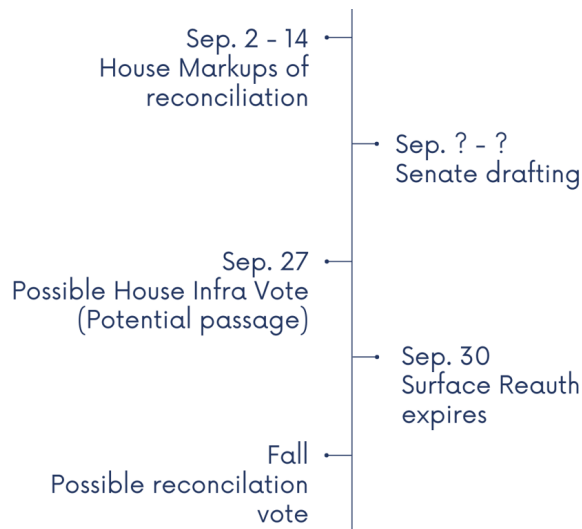 Sep. 2 - 14
House Markups of
reconciliation
Sep. ? - ?
Senate drafting
Sep. 27
Possible House Infra Vote
(Potential passage)
Sep. 30
Surface Reauth
expires
Fall
Possible reconcilation
vote